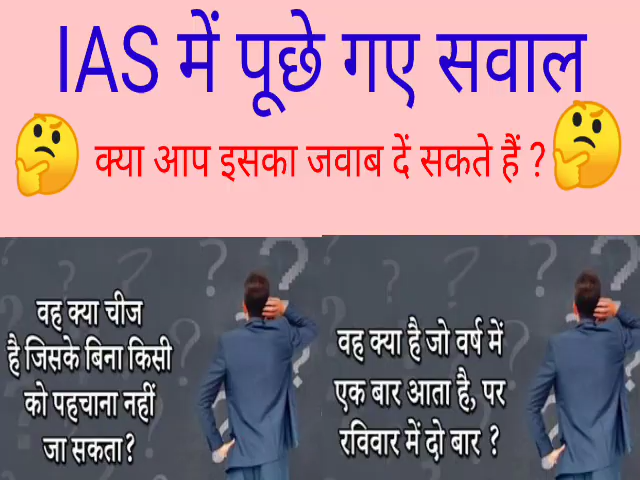 IAS में पूछे गए सवाल
क्या आप इसका जवाब दें सकते हैं ?
वह क्या चीज
है जिसके बिना किसी
को पहचाना नहीं
जा सकता?
वह क्या है जो वर्ष में
एक बार आता है, पर
रविवार में दो बार ?